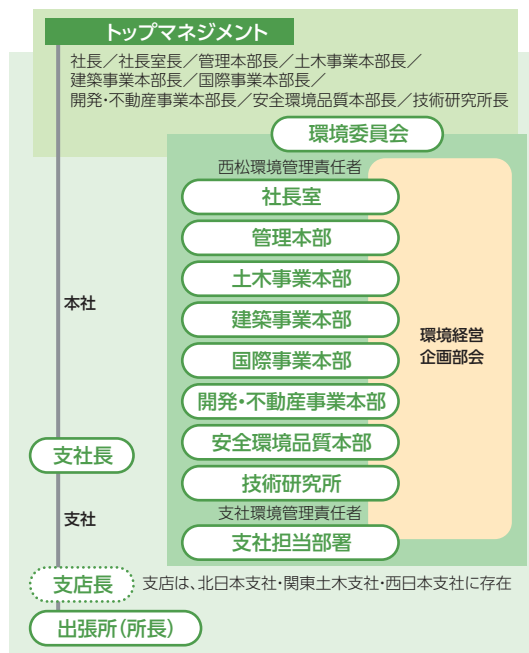 トップマネジメント
社長／社長室長／管理本部長／土木事業本部長／
建築事業本部長／国際事業本部長／
開発・不動産事業本部長／安全環境品質本部長／技術研究所長
環境委員会
西松環境管理責任者
社長室
管理本部
土木事業本部
本社
建築事業本部
環境経営
企画部会
国際事業本部
開発・不動産事業本部
安全環境品質本部
支社長
技術研究所
支社環境管理責任者
支社
支社担当部署
支店長
支店は、北日本支社・関東土木支社・西日本支社に存在
出張所（所長）